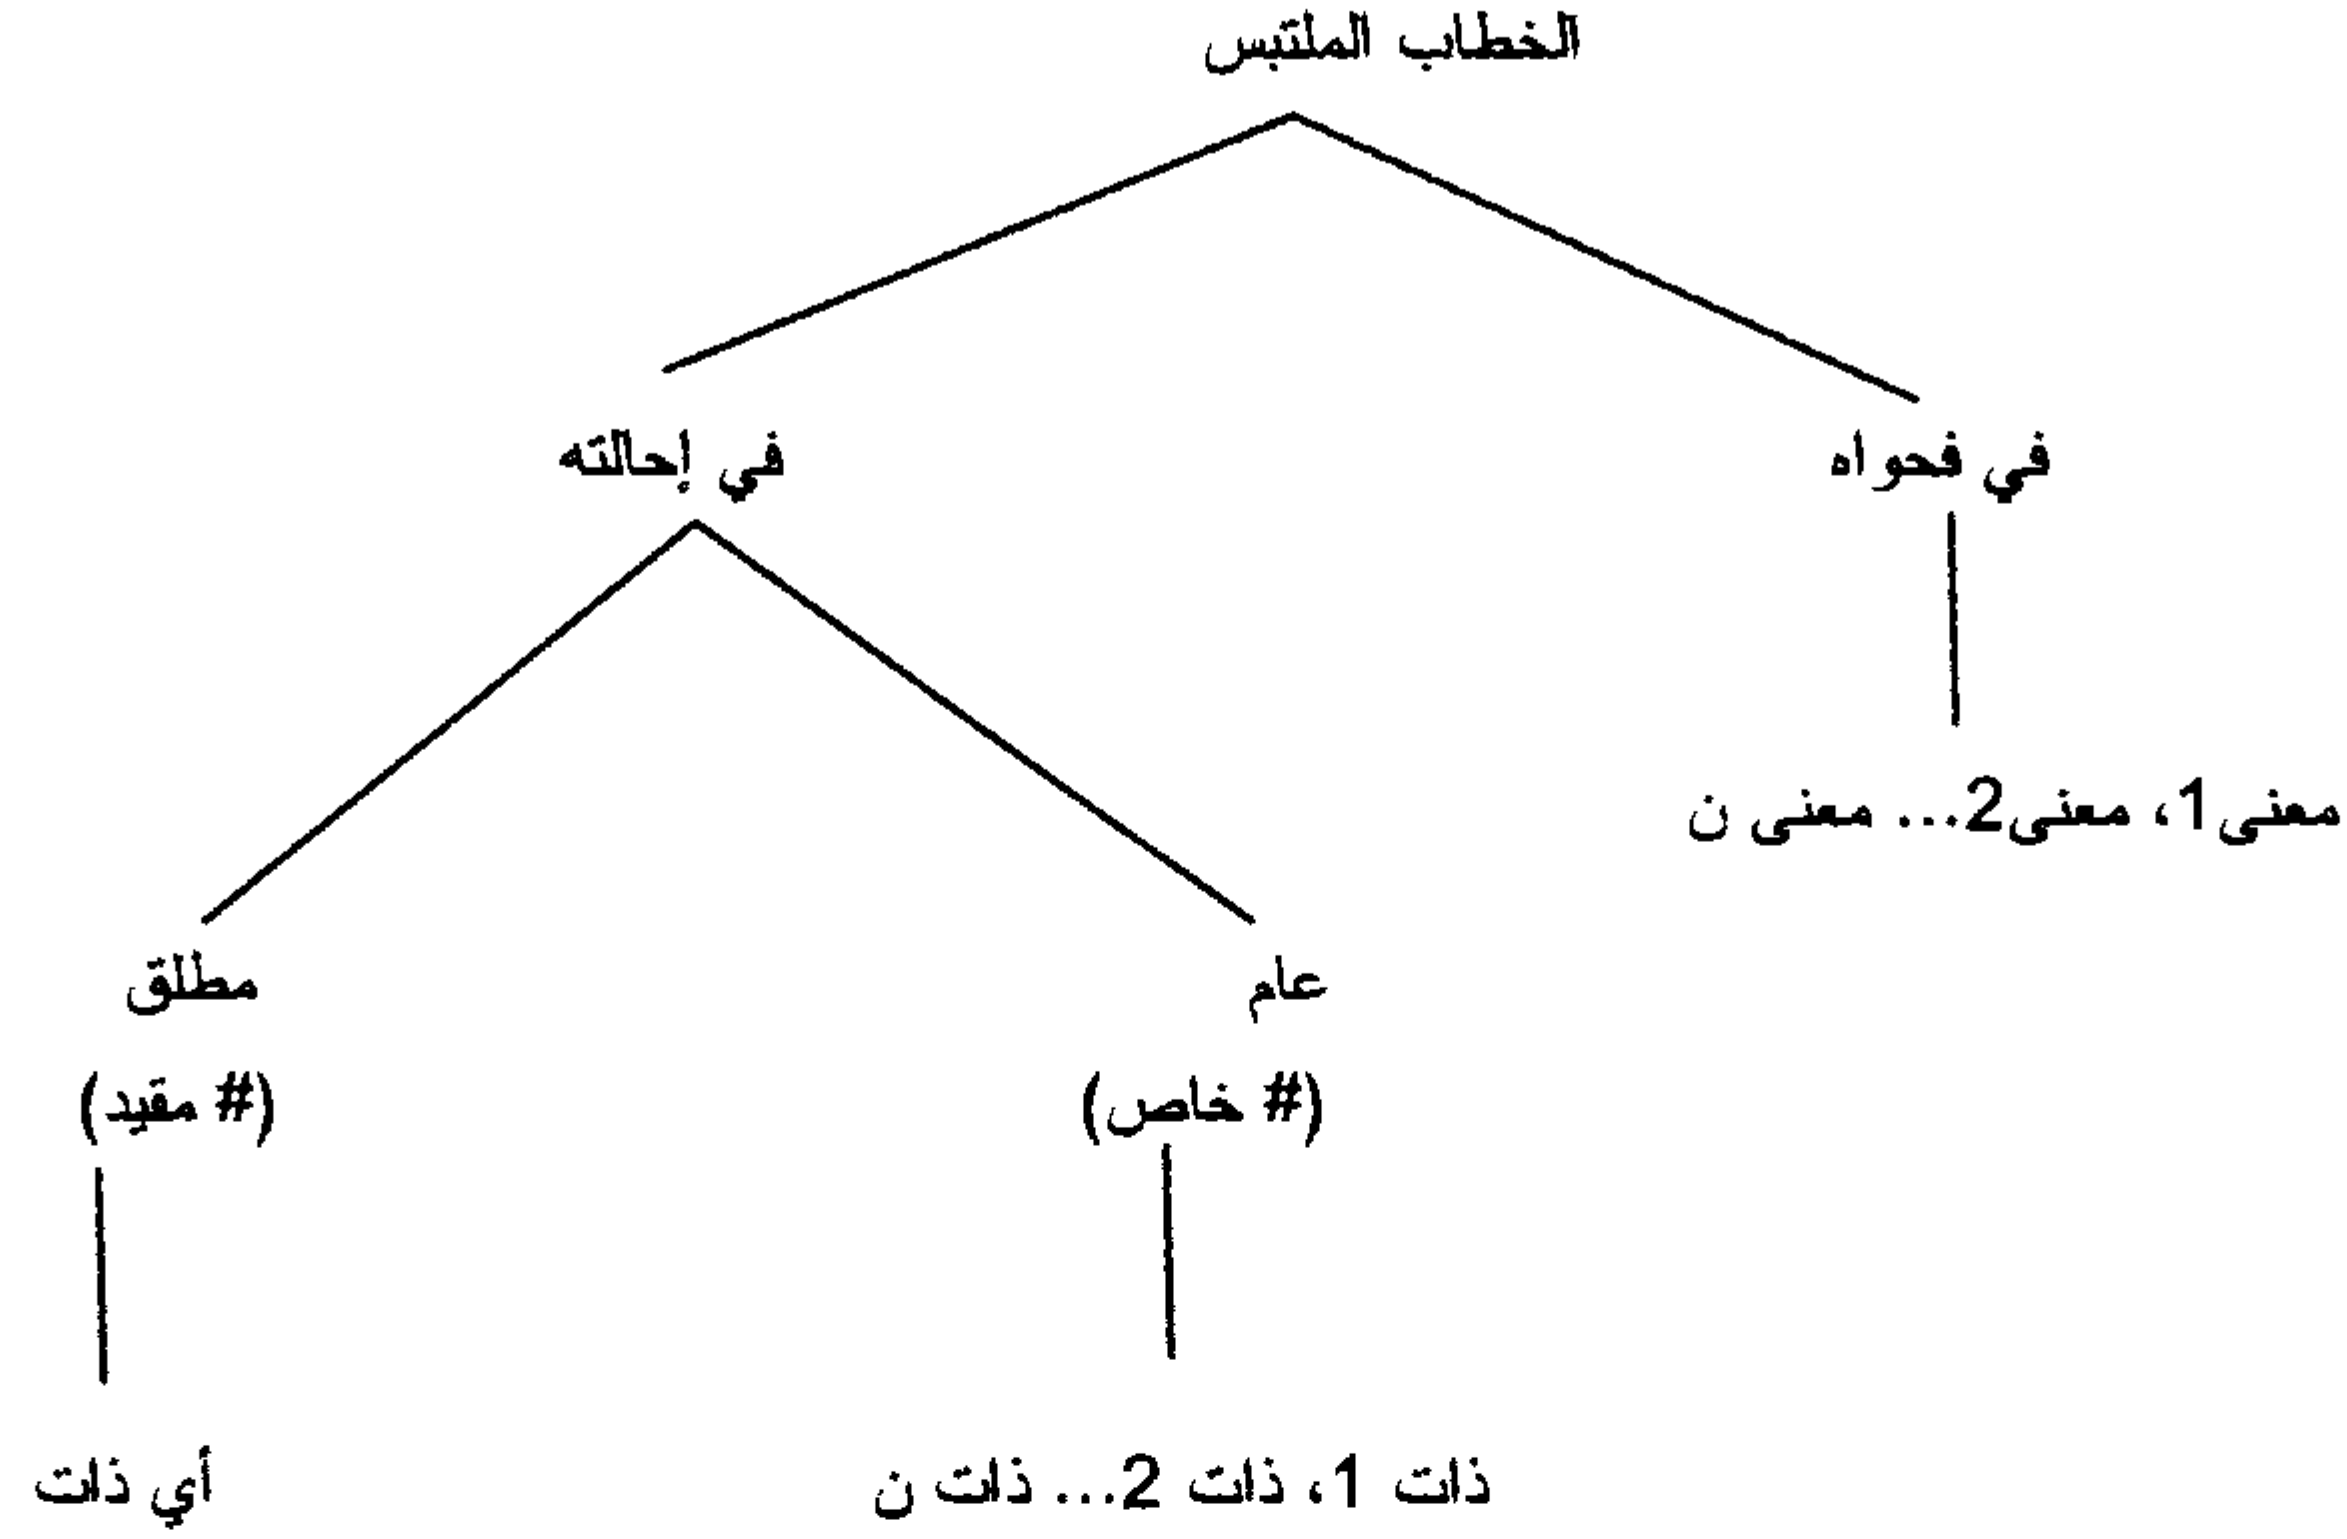 الخطاب الملتبس
في فحواه
في إحالته
معنى1، معنى2... معنى ن
عام
مطلق
(# خاص)
(# مقيد)
ذات 1، ذات 2... ذات ن
أي ذات